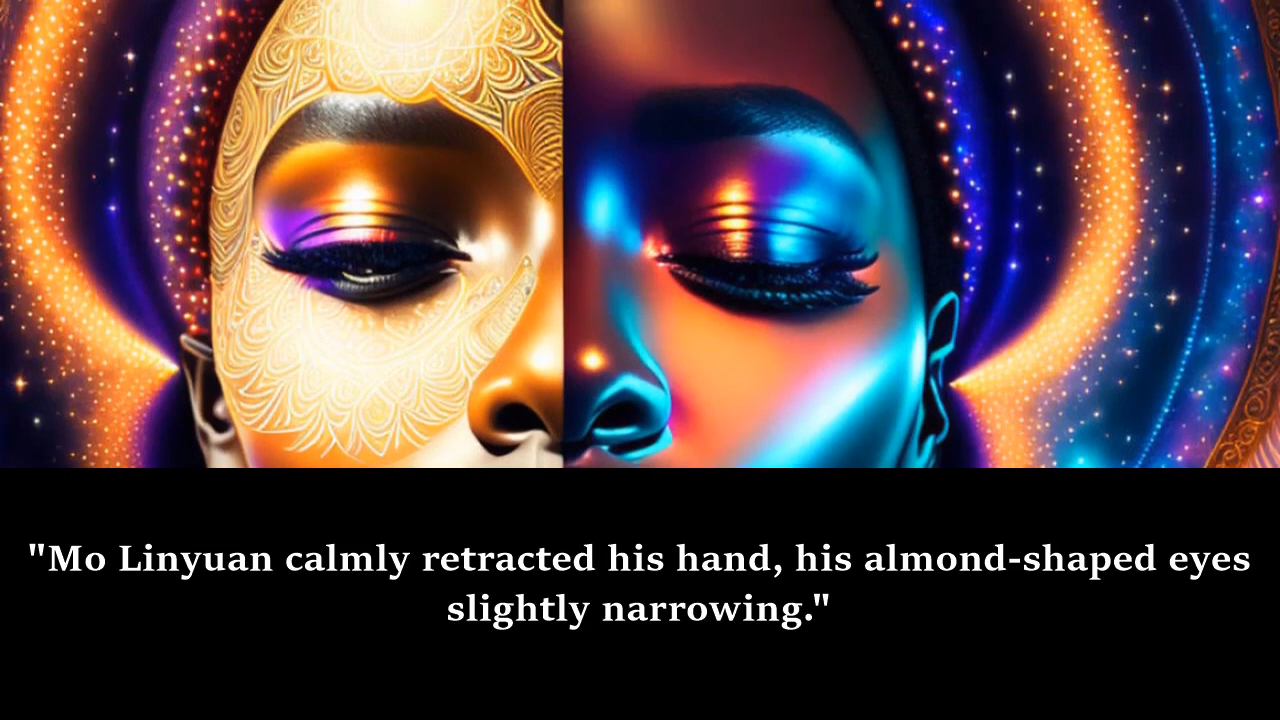 "Mo Linyuan calmly retracted his hand, his almond-shaped eyes
slightly narrowing."